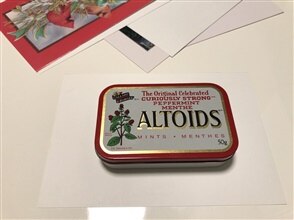 The Original Celebrated
CURIOUSLY STRONG
PEPPERMINT
MENTHE
ALTOIDS
MINTS • MENTHES
50g